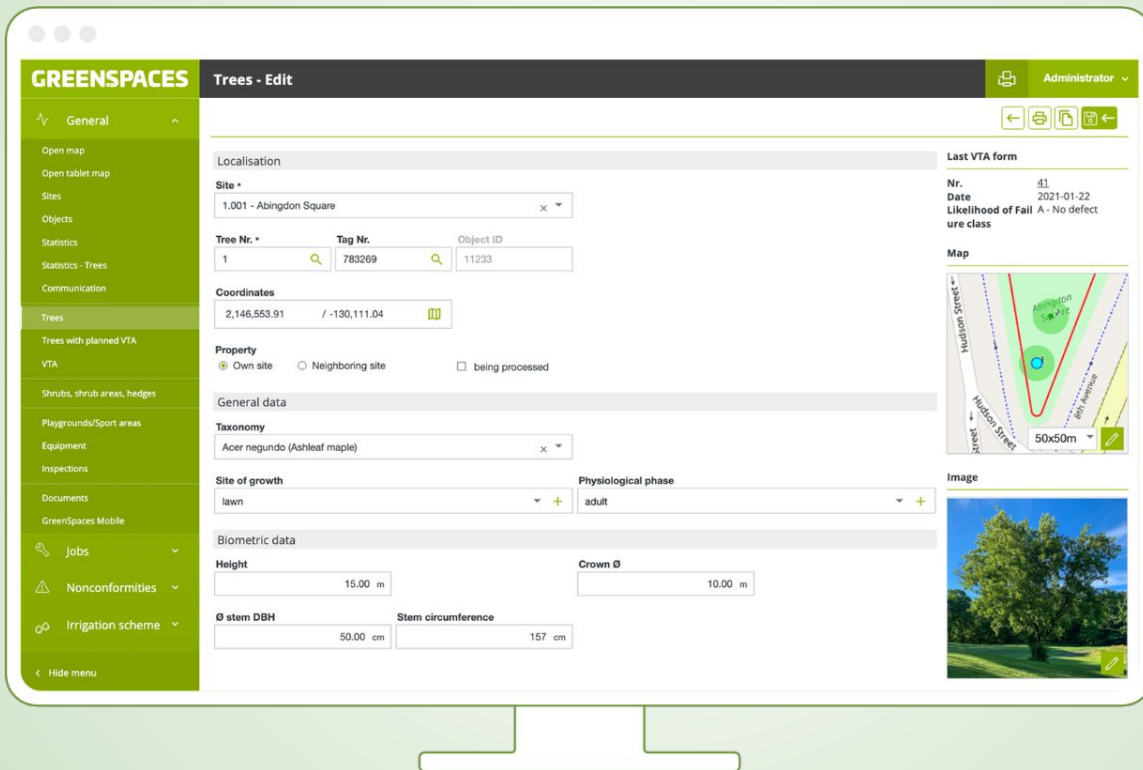 GREENSPACES
Trees - Edit
Administrator
General
Open map
Open tablet map
Sites
Objects
Statistics
Statistics - Trees
Communication
Trees
Trees with planned VTA
VTA
Shrubs, shrub areas, hedges
Playgrounds/Sport areas
Equipment
Inspections
Documents
GreenSpaces Mobile
Jobs
Nonconformities
Irrigation scheme
Hide menu
Localisation
Site *
1.001 - Abingdon Square
Tree Nr. * Tag Nr. Object ID
1 783269 11233
Coordinates
2,146,553.91 / -130,111.04
Property
Own site Neighboring site being processed
General data
Taxonomy
Acer negundo (Ashleaf maple)
Site of growth Physiological phase
lawn adult
Biometric data
Height Crown Ø
15.00 m 10.00 m
Ø stem DBH Stem circumference
50.00 cm 157 cm
Last VTA form
Nr. 41
Date 2021-01-22
Likelihood of Fail A - No defect
ure class
Map
Hudson Street
Abingdon
Square
8th Avenue
Hudson Street
Street
50x50m
Image